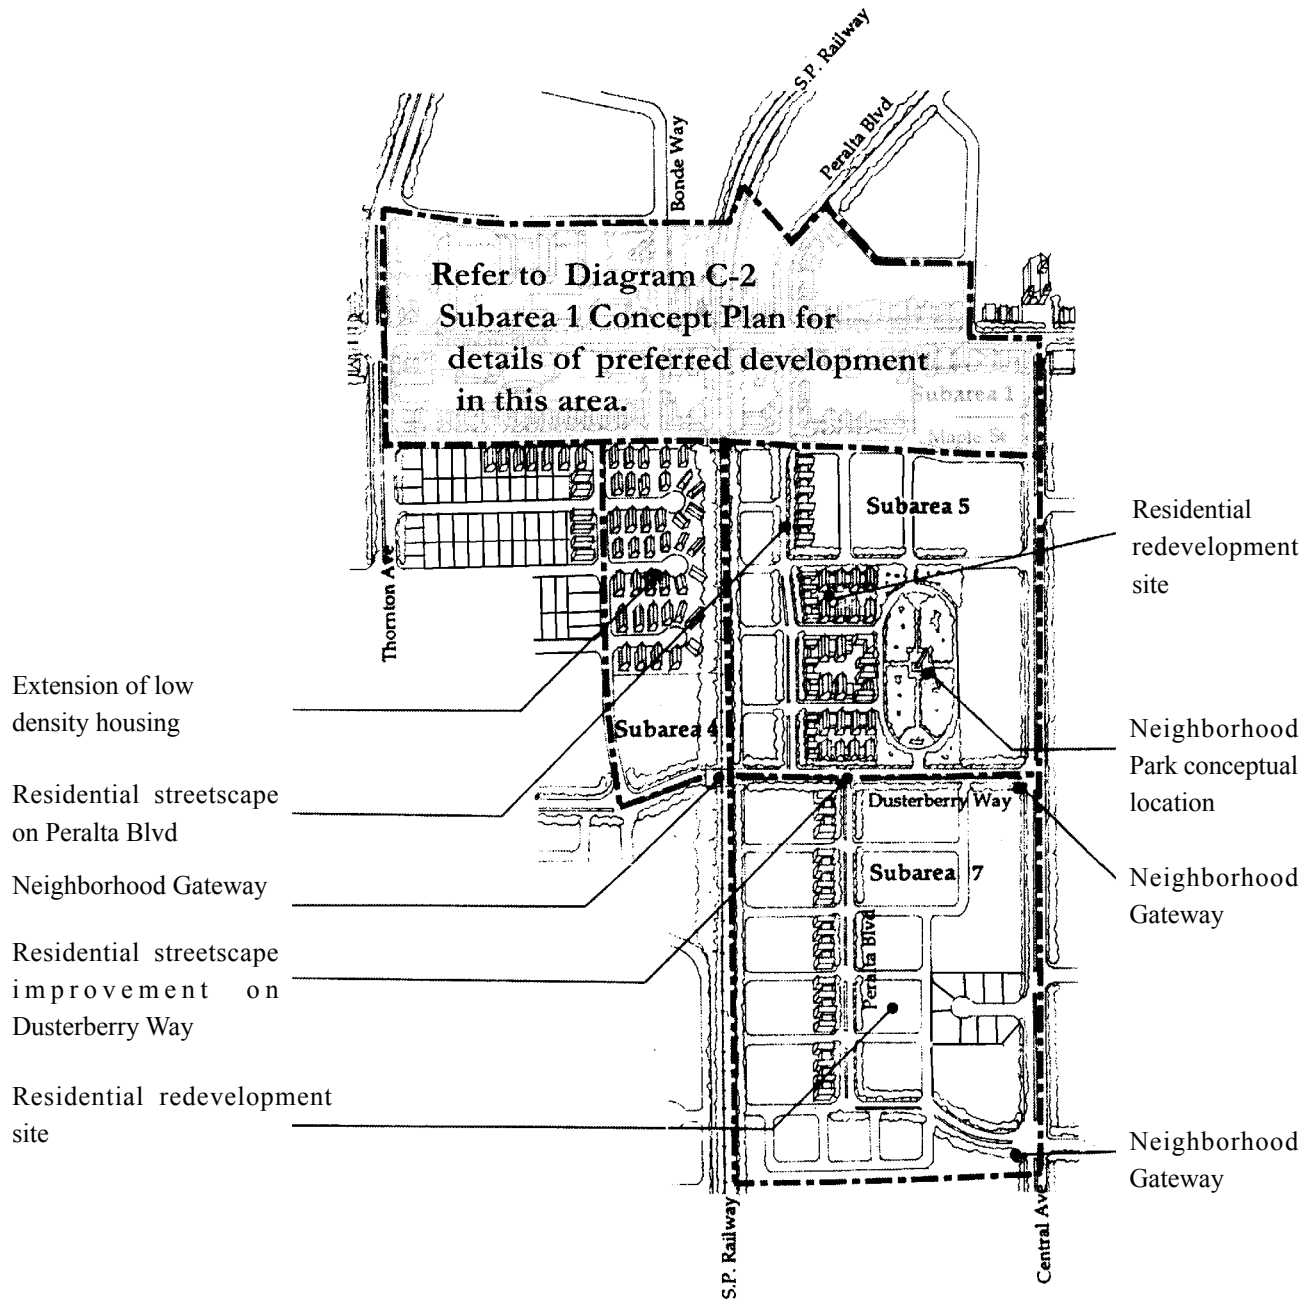 S.P. Railway
Peralta Blvd
Bonde Way
Refer to Diagram C-2
Subarea 1 Concept Plan for
details of preferred development
in this area.
Subarea 1
Maple St
Subarea 5
Residential
redevelopment
site
Thornton Ave
Extension of low
density housing
Subarea 4
Neighborhood
Park conceptual
location
Residential streetscape
on Peralta Blvd
Dusterberry Way
Neighborhood Gateway
Subarea 7
Neighborhood
Gateway
Peralta Blvd
Residential streetscape
improvement on
Dusterberry Way
Residential redevelopment
site
Neighborhood
Gateway
S.P. Railway
Central Ave